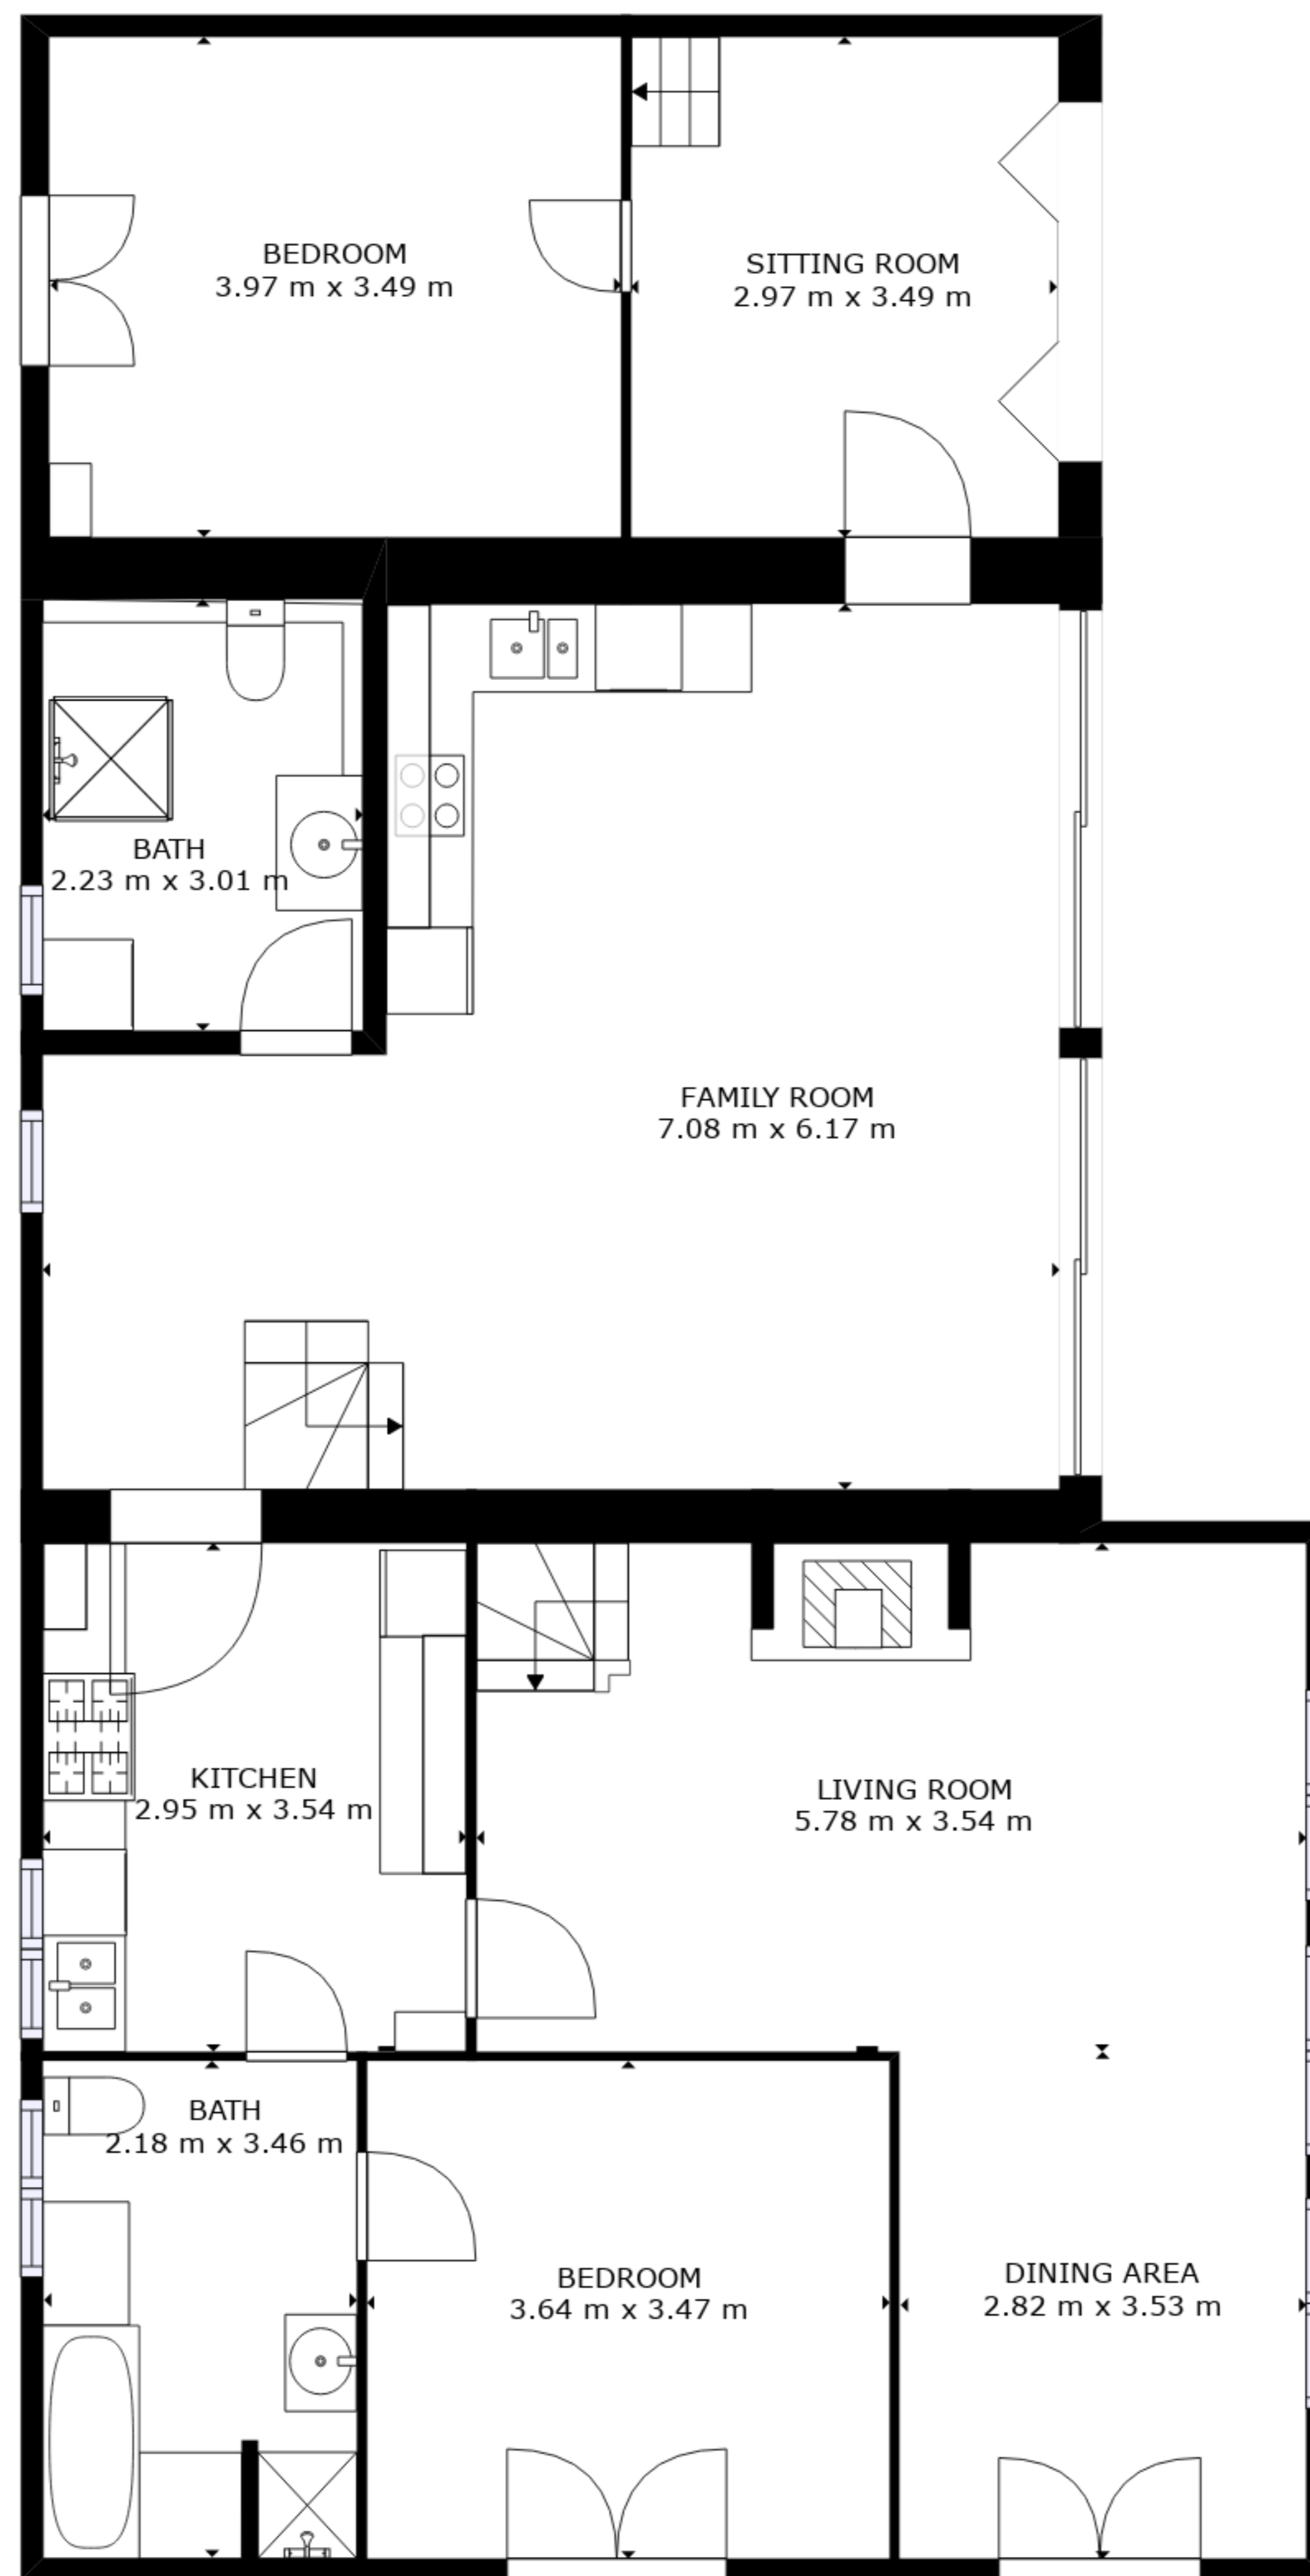 BEDROOM
3.97 m x 3.49 m
SITTING ROOM
2.97 m x 3.49 m
BATH
2.23 m x 3.01 m
FAMILY ROOM
7.08 m x 6.17 m
KITCHEN
2.95 m x 3.54 m
LIVING ROOM
5.78 m x 3.54 m
BATH
2.18 m x 3.46 m
BEDROOM
3.64 m x 3.47 m
DINING AREA
2.82 m x 3.53 m